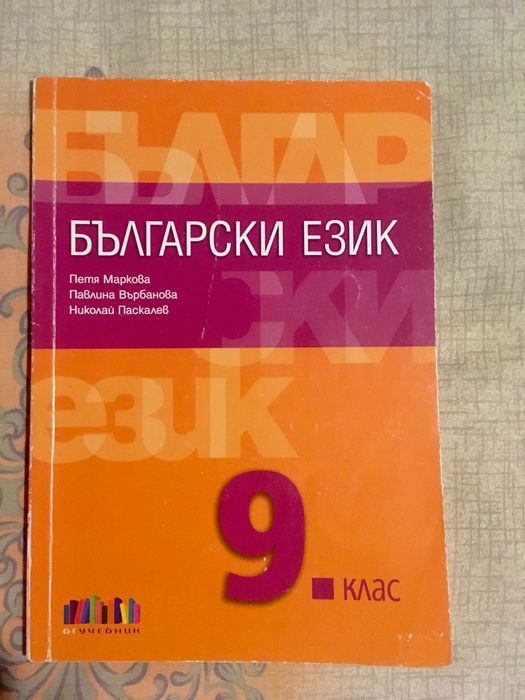 Българ
БЪЛГАРСКИ ЕЗИК
Петя Маркова
Павлина Върбанова
Николай Паскалев
ски
език
9. клас
БГУЧЕБНИК